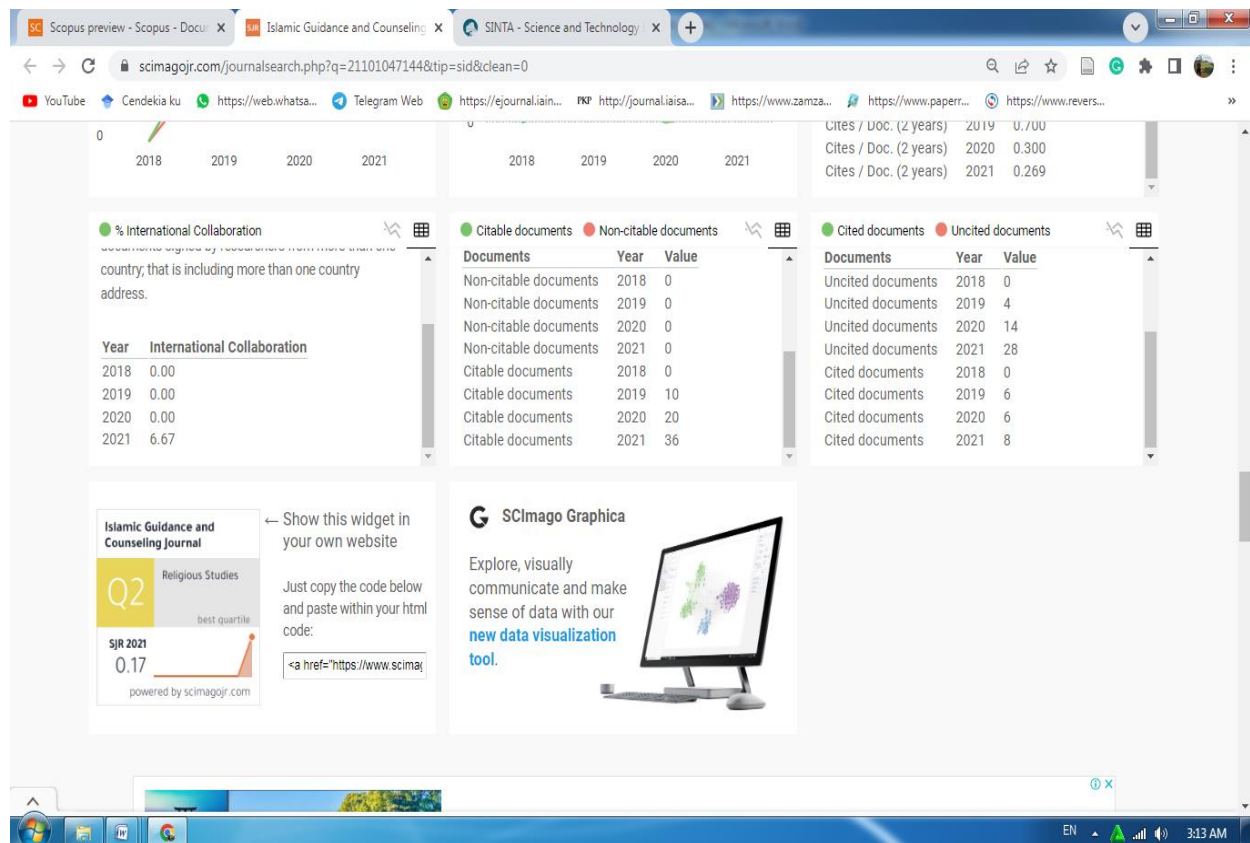 Scopus preview - Scopus - Docu
Islamic Guidance and Counseling
SINTA - Science and Technology
scimagojr.com/journalsearch.php?q=21101047144&tip=sid&clean=0
YouTube
Cendekia ku
https://web.whatsa...
Telegram Web
https://ejournal.iain...
http://journal.iaisa...
https://www.zamza...
https://www.paperr...
https://www.revers...
»
0
2018 2019 2020 2021
0
2018 2019 2020 2021
Cites / Doc. (2 years) 2019 0.700
Cites / Doc. (2 years) 2020 0.300
Cites / Doc. (2 years) 2021 0.269
% International Collaboration
documents signed by researchers from more than one
country; that is including more than one country
address.
Year International Collaboration
2018 0.00
2019 0.00
2020 0.00
2021 6.67
Citable documents Non-citable documents
Documents Year Value
Non-citable documents 2018 0
Non-citable documents 2019 0
Non-citable documents 2020 0
Non-citable documents 2021 0
Citable documents 2018 0
Citable documents 2019 10
Citable documents 2020 20
Citable documents 2021 36
Cited documents Uncited documents
Documents Year Value
Uncited documents 2018 0
Uncited documents 2019 4
Uncited documents 2020 14
Uncited documents 2021 28
Cited documents 2018 0
Cited documents 2019 6
Cited documents 2020 6
Cited documents 2021 8
Islamic Guidance and
Counseling Journal
Q2
Religious Studies
best quartile
SJR 2021
0.17
powered by scimagojr.com
← Show this widget in
your own website
Just copy the code below
and paste within your html
code:
<a href="https://www.scimag
SCImago Graphica
Explore, visually
communicate and make
sense of data with our
new data visualization
tool.
EN
3:13 AM